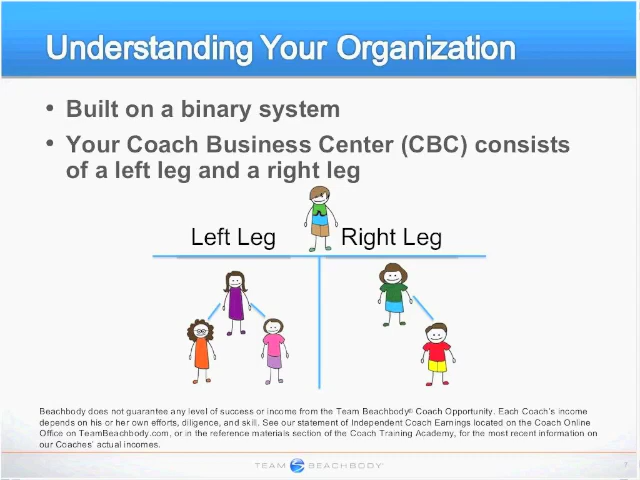 Understanding Your Organization
• Built on a binary system
• Your Coach Business Center (CBC) consists
of a left leg and a right leg
Left Leg Right Leg
Beachbody does not guarantee any level of success or income from the Team Beachbody® Coach Opportunity. Each Coach's income
depends on his or her own efforts, diligence, and skill. See our statement of Independent Coach Earnings located on the Coach Online
Office on TeamBeachbody.com, or in the reference materials section of the Coach Training Academy, for the most recent information on
our Coaches' actual incomes.
TEAM BEACHBODY
7